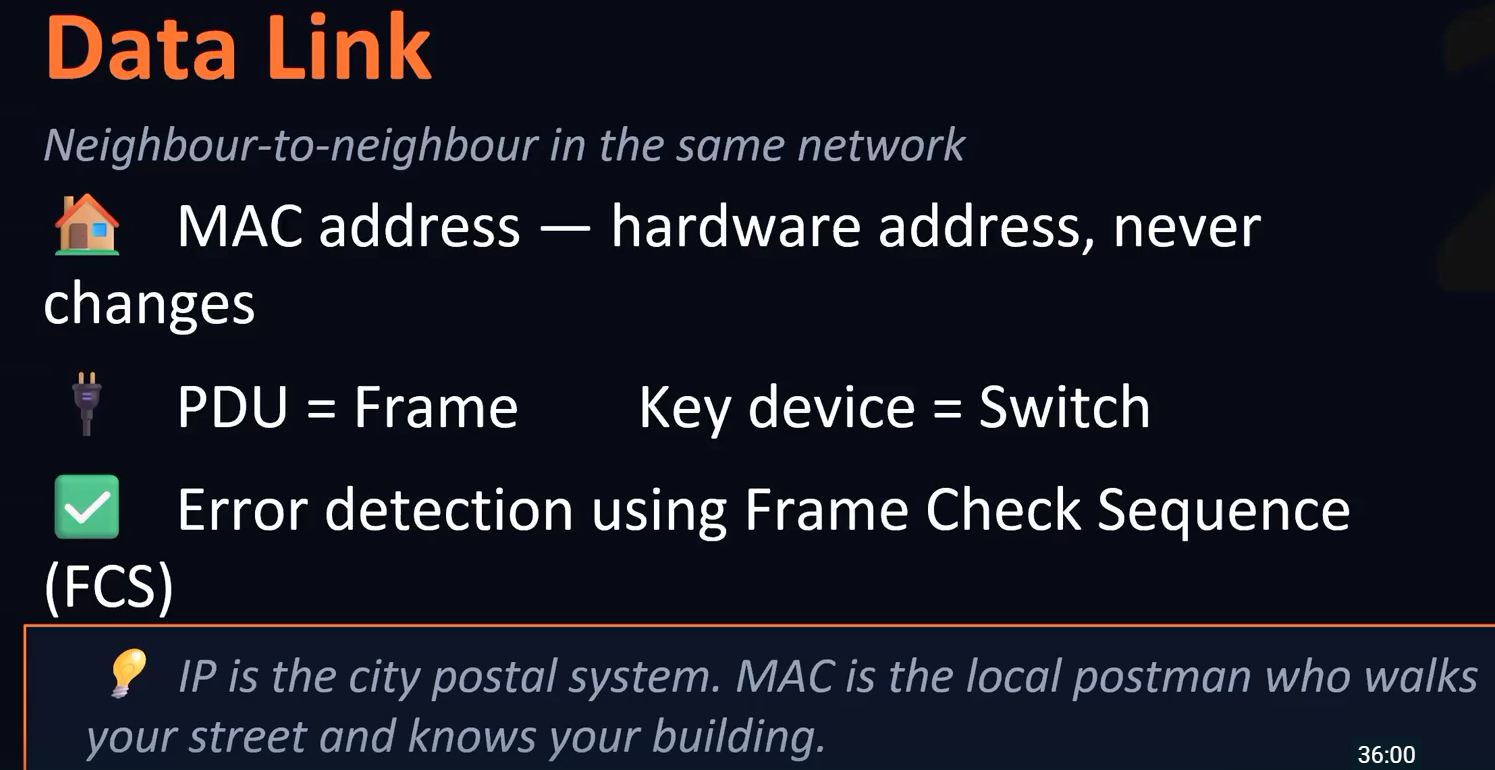 Data Link
Neighbour-to-neighbour in the same network
MAC address — hardware address, never
changes
PDU = Frame Key device = Switch
Error detection using Frame Check Sequence
(FCS)
IP is the city postal system. MAC is the local postman who walks
your street and knows your building.
36:00